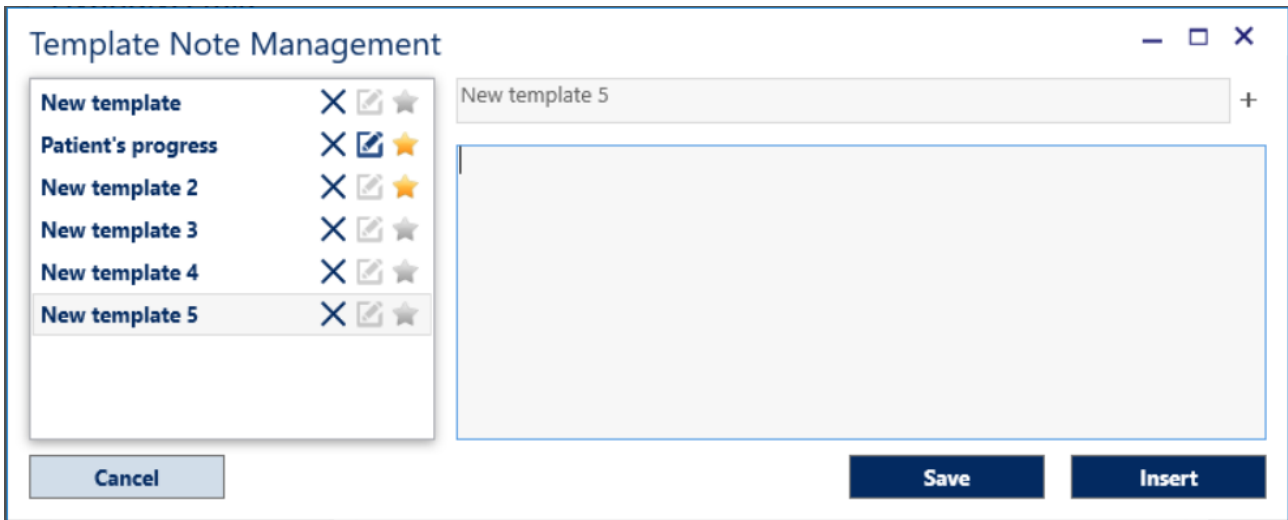 Template Note Management
New template
New template 5
Patient's progress
New template 2
New template 3
New template 4
New template 5
Cancel
Save
Insert